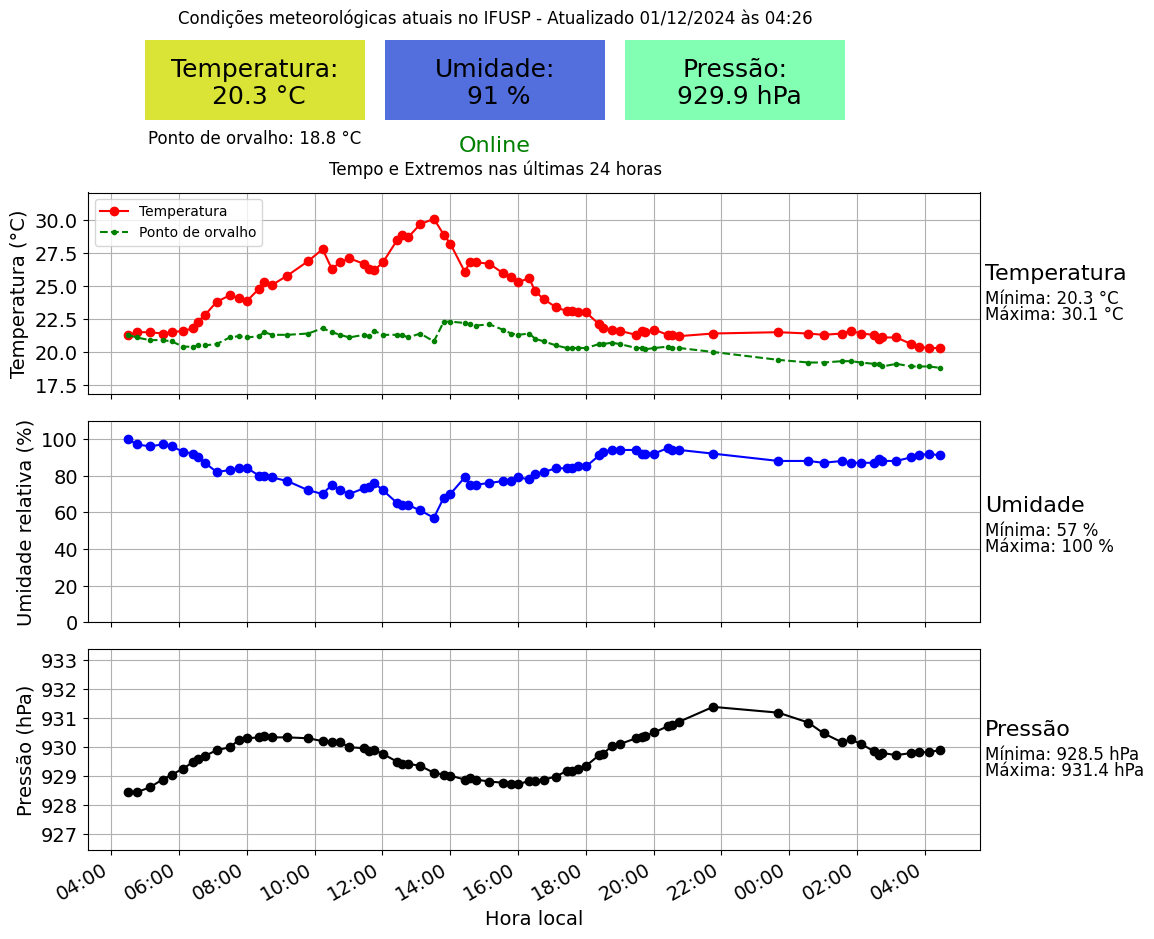 Condições meteorológicas atuais no IFUSP - Atualizado 01/12/2024 às 04:26
Temperatura:
20.3 °C
Umidade:
91 %
Pressão:
929.9 hPa
Ponto de orvalho: 18.8 °C
Online
Tempo e Extremos nas últimas 24 horas
Temperatura (°C)
30.0
27.5
25.0
22.5
20.0
17.5
Temperatura
Ponto de orvalho
Temperatura
Mínima: 20.3 °C
Máxima: 30.1 °C
Umidade relativa (%)
100
80
60
40
20
0
Umidade
Mínima: 57 %
Máxima: 100 %
Pressão (hPa)
933
932
931
930
929
928
927
Pressão
Mínima: 928.5 hPa
Máxima: 931.4 hPa
04:00 06:00 08:00 10:00 12:00 14:00 16:00 18:00 20:00 22:00 00:00 02:00 04:00
Hora local